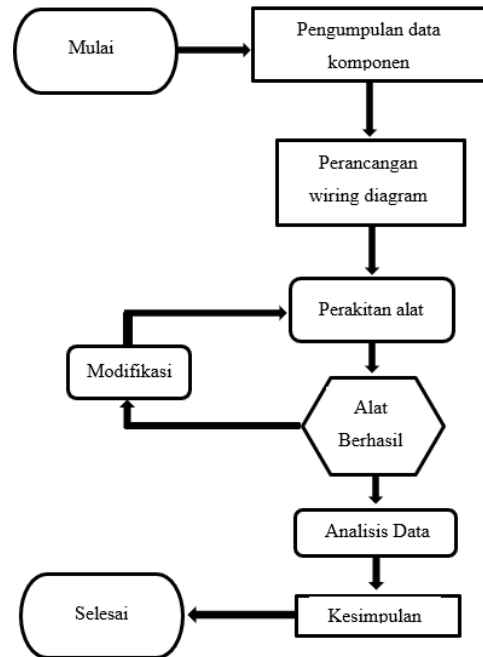 Mulai
Pengumpulan data
komponen
Perancangan
wiring diagram
Perakitan alat
Modifikasi
Alat
Berhasil
Analisis Data
Kesimpulan
Selesai